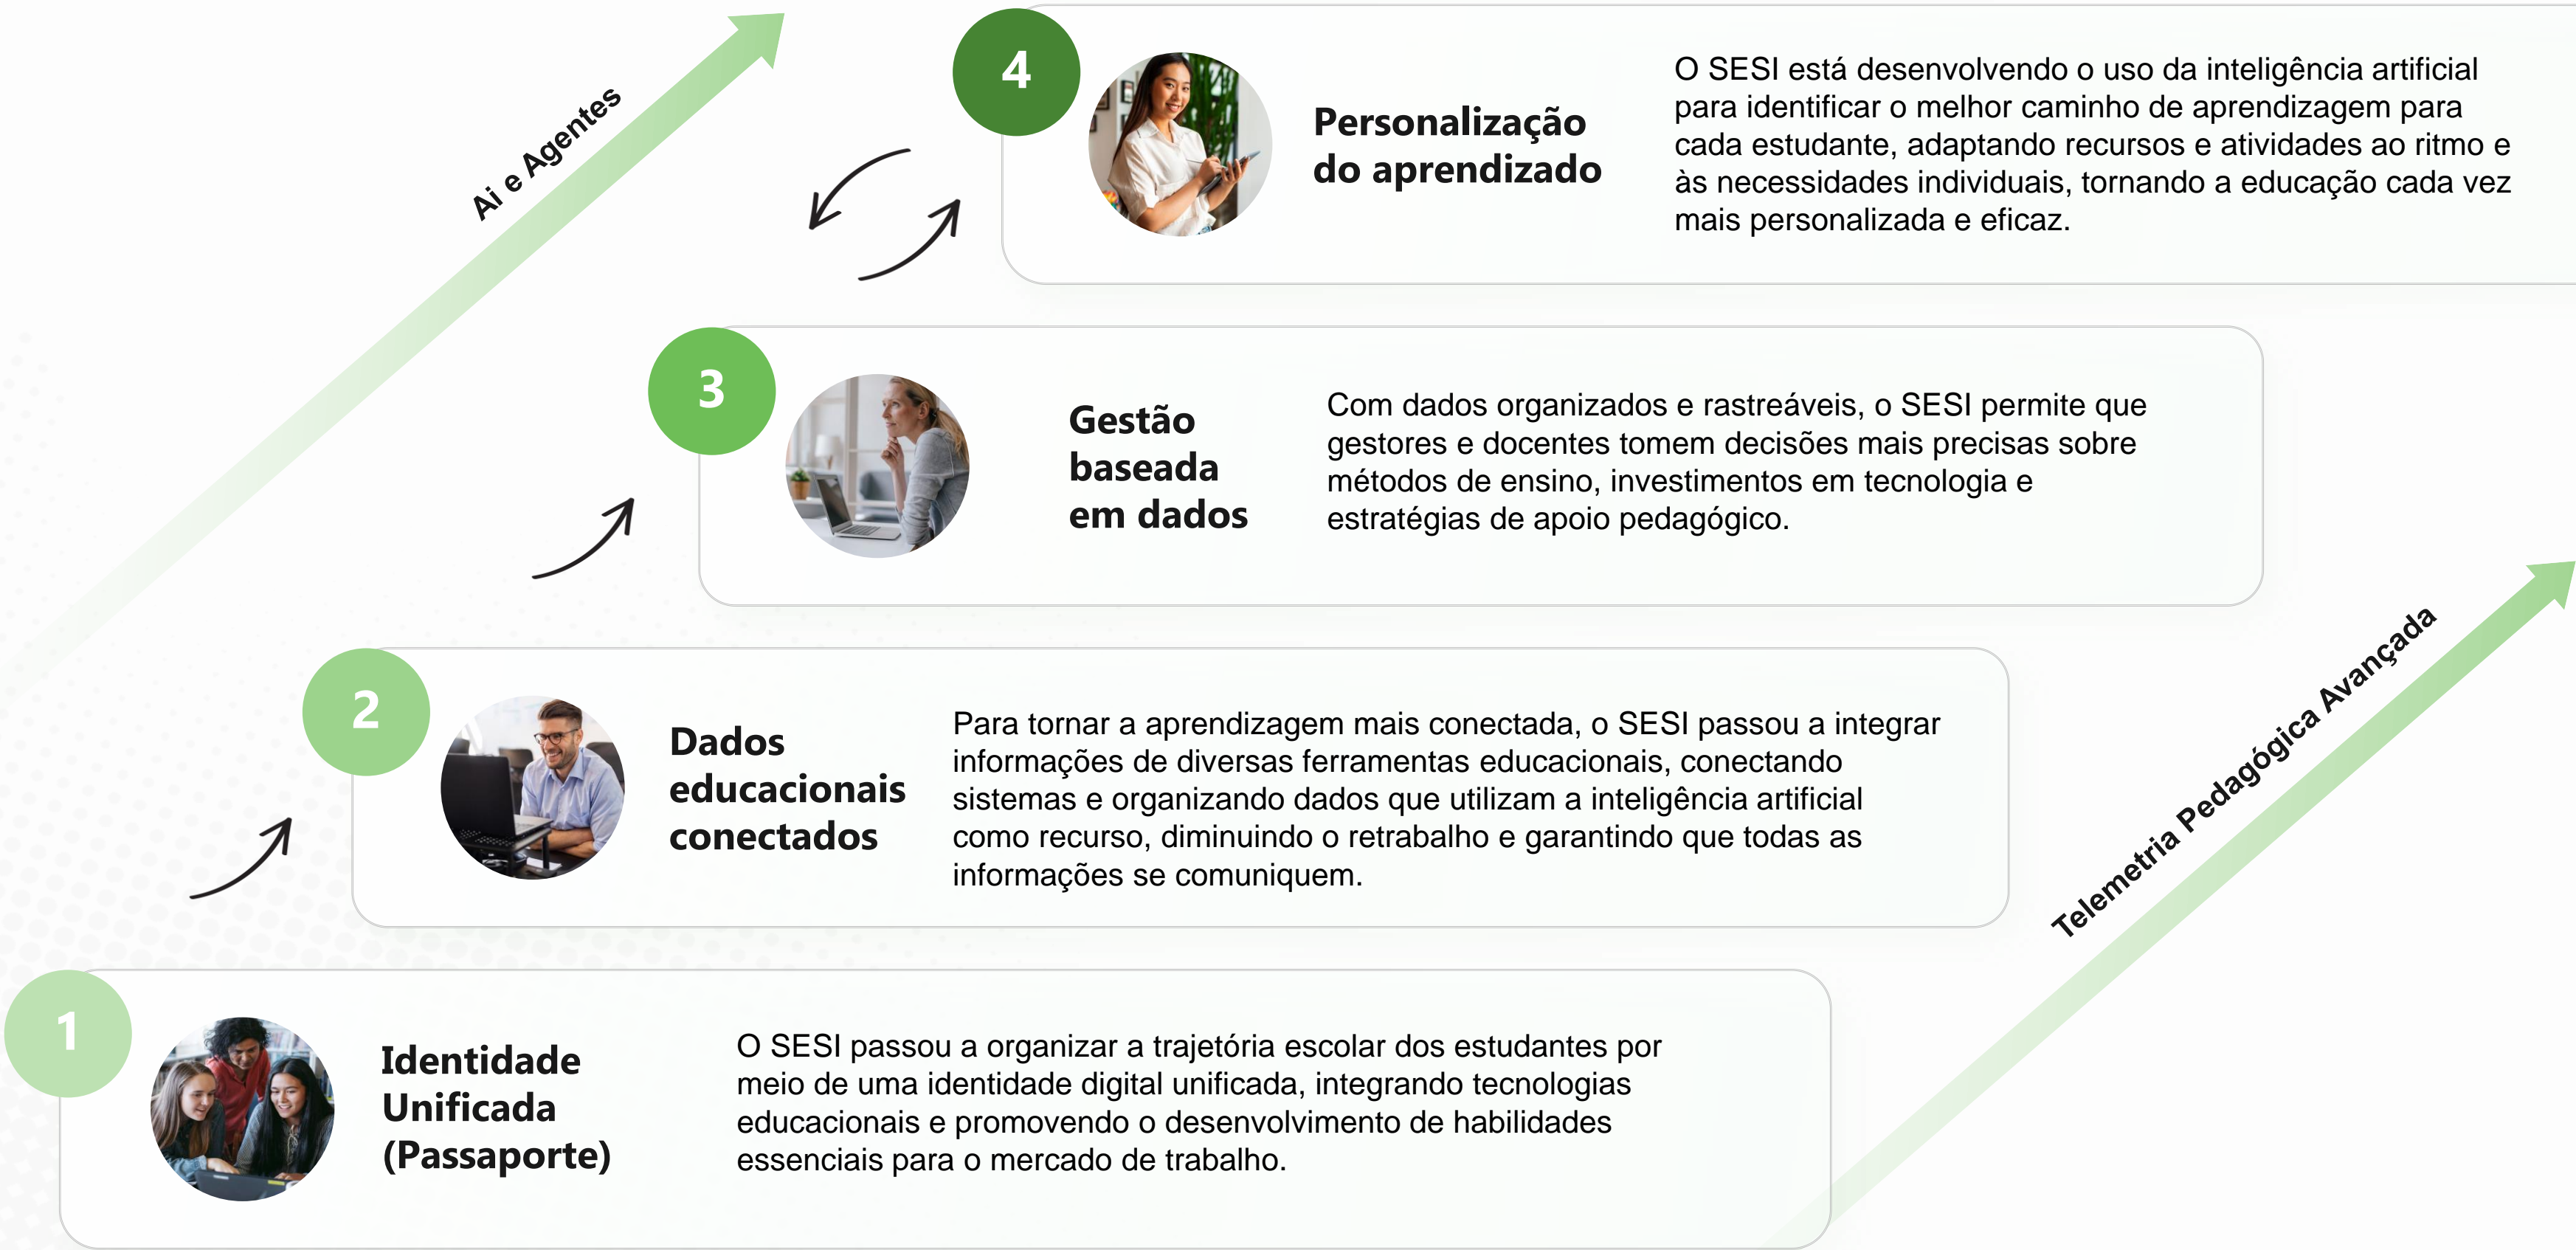 Ai e Agentes
4
Personalização
do aprendizado
O SESI está desenvolvendo o uso da inteligência artificial
para identificar o melhor caminho de aprendizagem para
cada estudante, adaptando recursos e atividades ao ritmo e
às necessidades individuais, tornando a educação cada vez
mais personalizada e eficaz.
3
Gestão
baseada
em dados
Com dados organizados e rastreáveis, o SESI permite que
gestores e docentes tomem decisões mais precisas sobre
métodos de ensino, investimentos em tecnologia e
estratégias de apoio pedagógico.
2
Dados
educacionais
conectados
Para tornar a aprendizagem mais conectada, o SESI passou a integrar
informações de diversas ferramentas educacionais, conectando
sistemas e organizando dados que utilizam a inteligência artificial
como recurso, diminuindo o retrabalho e garantindo que todas as
informações se comuniquem.
Telemetria Pedagógica Avançada
1
Identidade
Unificada
(Passaporte)
O SESI passou a organizar a trajetória escolar dos estudantes por
meio de uma identidade digital unificada, integrando tecnologias
educacionais e promovendo o desenvolvimento de habilidades
essenciais para o mercado de trabalho.